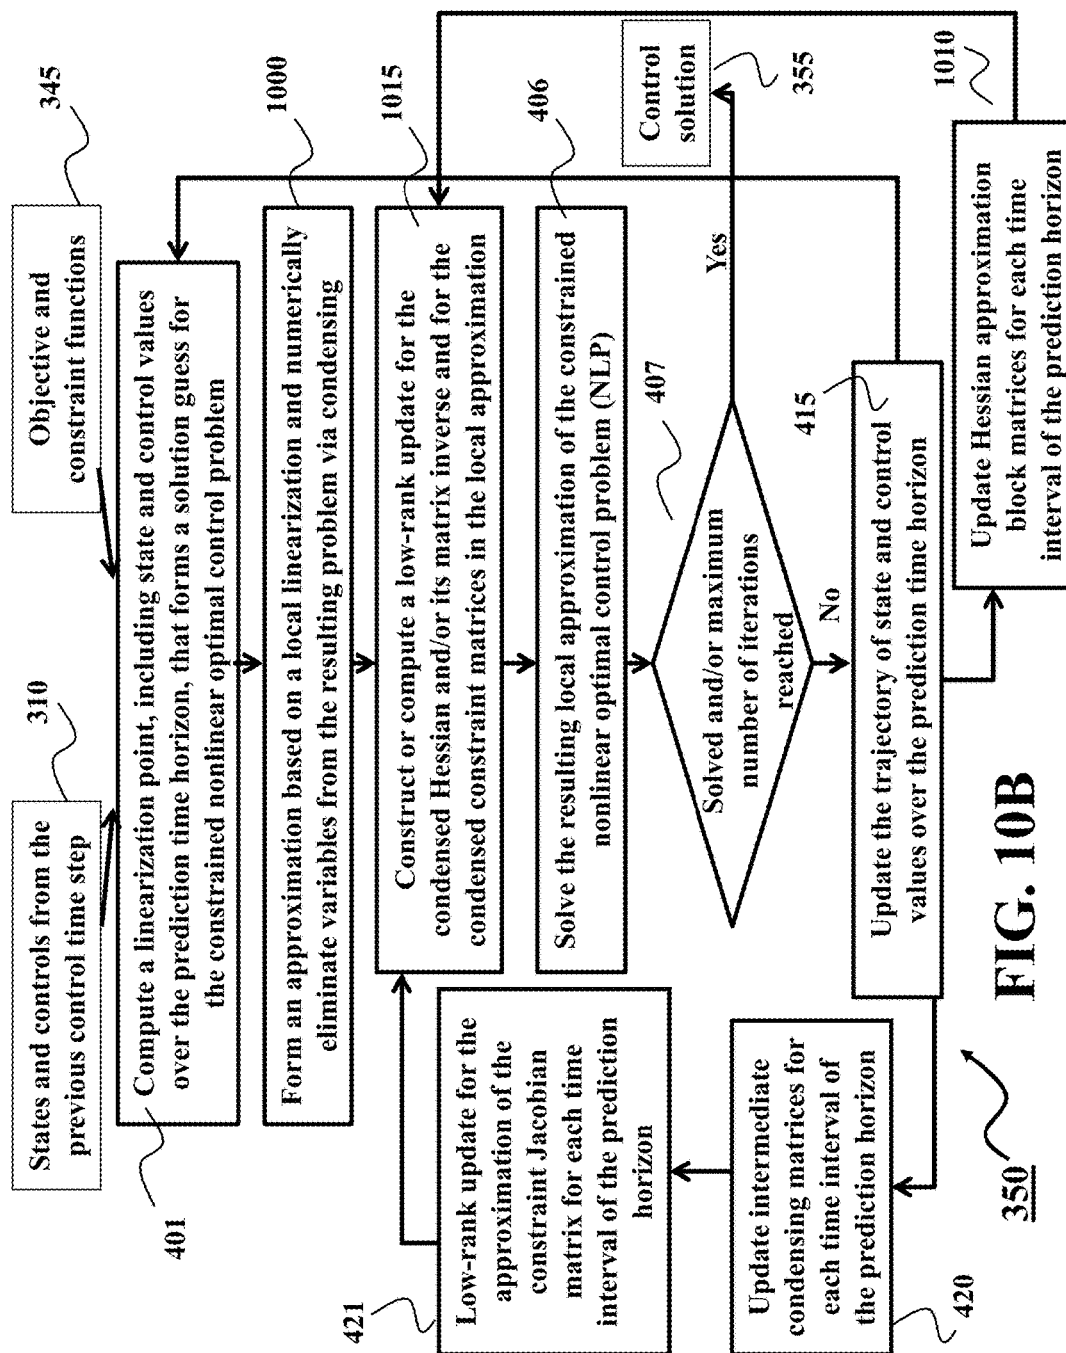 States and controls from the
previous control time step
310
Objective and
constraint functions
345
Compute a linearization point, including state and control values
over the prediction time horizon, that forms a solution guess for
the constrained nonlinear optimal control problem
401
Form an approximation based on a local linearization and numerically
eliminate variables from the resulting problem via condensing
1000
Construct or compute a low-rank update for the
condensed Hessian and/or its matrix inverse and for the
condensed constraint matrices in the local approximation
1015
Solve the resulting local approximation of the constrained
nonlinear optimal control problem (NLP)
406
Solved and/or maximum
number of iterations
reached
407
Yes
Control
solution
355
No
Update the trajectory of state and control
values over the prediction time horizon
415
Update Hessian approximation
block matrices for each time
interval of the prediction horizon
1010
Low-rank update for the
approximation of the
constraint Jacobian
matrix for each time
interval of the prediction
horizon
421
Update intermediate
condensing matrices for
each time interval of
the prediction horizon
420
350
FIG. 10B